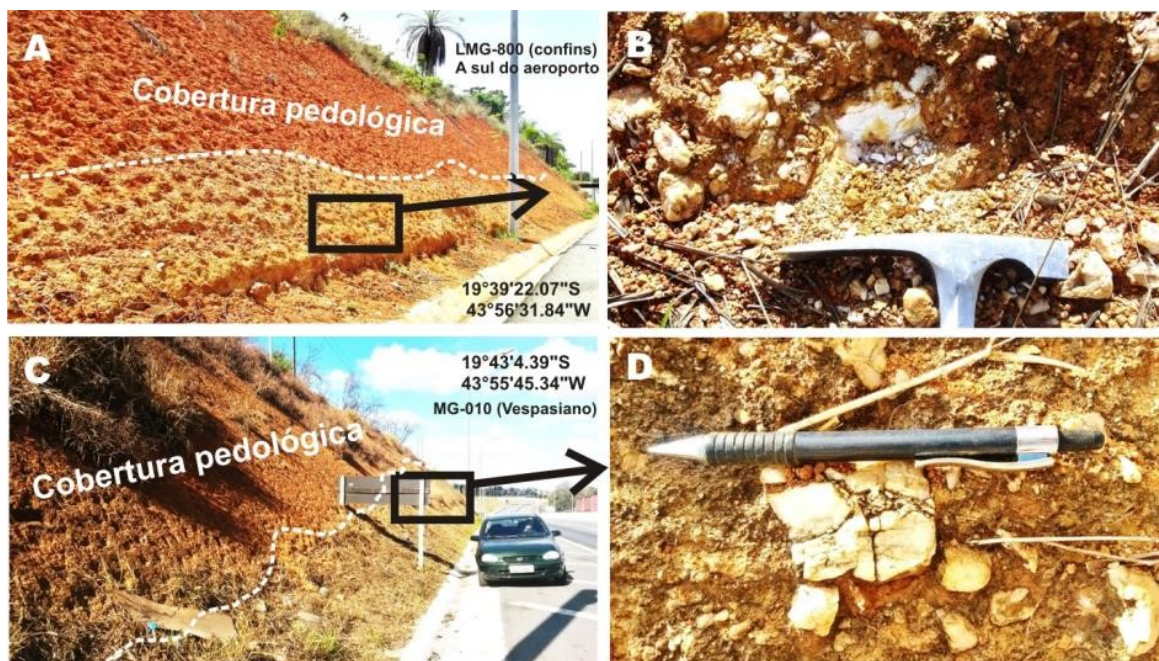 A
LMG-800 (confins)
A sul do aeroporto
Cobertura pedológica
19°39'22.07"S
43°56'31.84"W
B
C
19°43'4.39"S
43°55'45.34"W
MG-010 (Vespasiano)
Cobertura pedológica
D